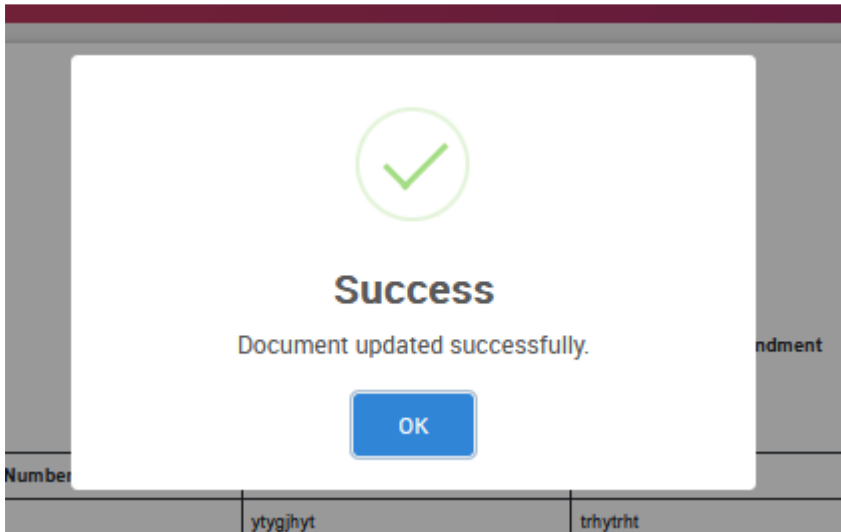 Success
Document updated successfully.
ndment
OK
Number
ytygjhyt
trhytrht